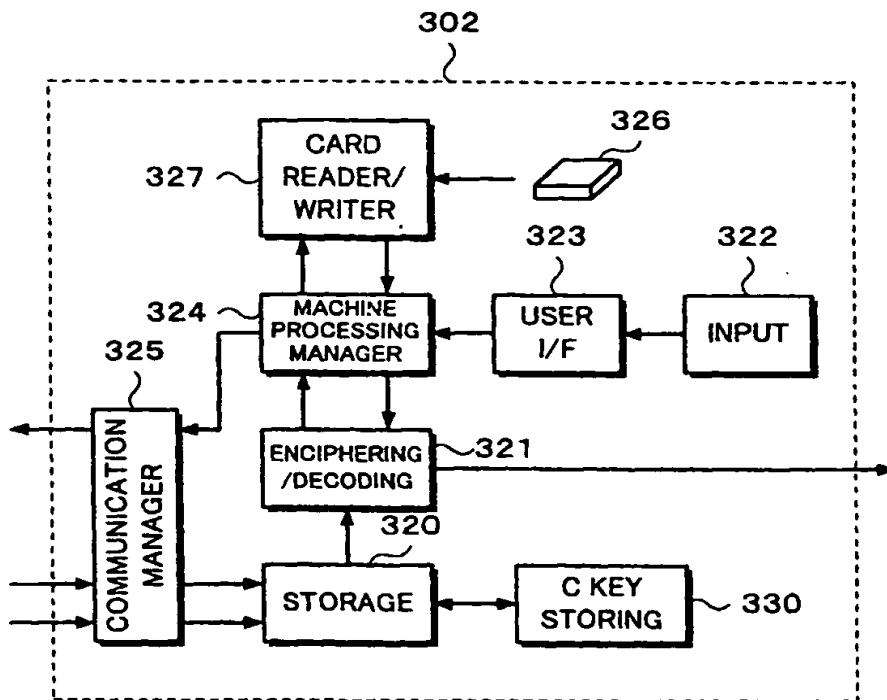 302
326
CARD
READER/
WRITER
327
323
322
324
MACHINE
PROCESSING
MANAGER
USER
I/F
INPUT
325
COMMUNICATION
MANAGER
ENCIPHERING
/DECODING
321
320
STORAGE
C KEY
STORING
330